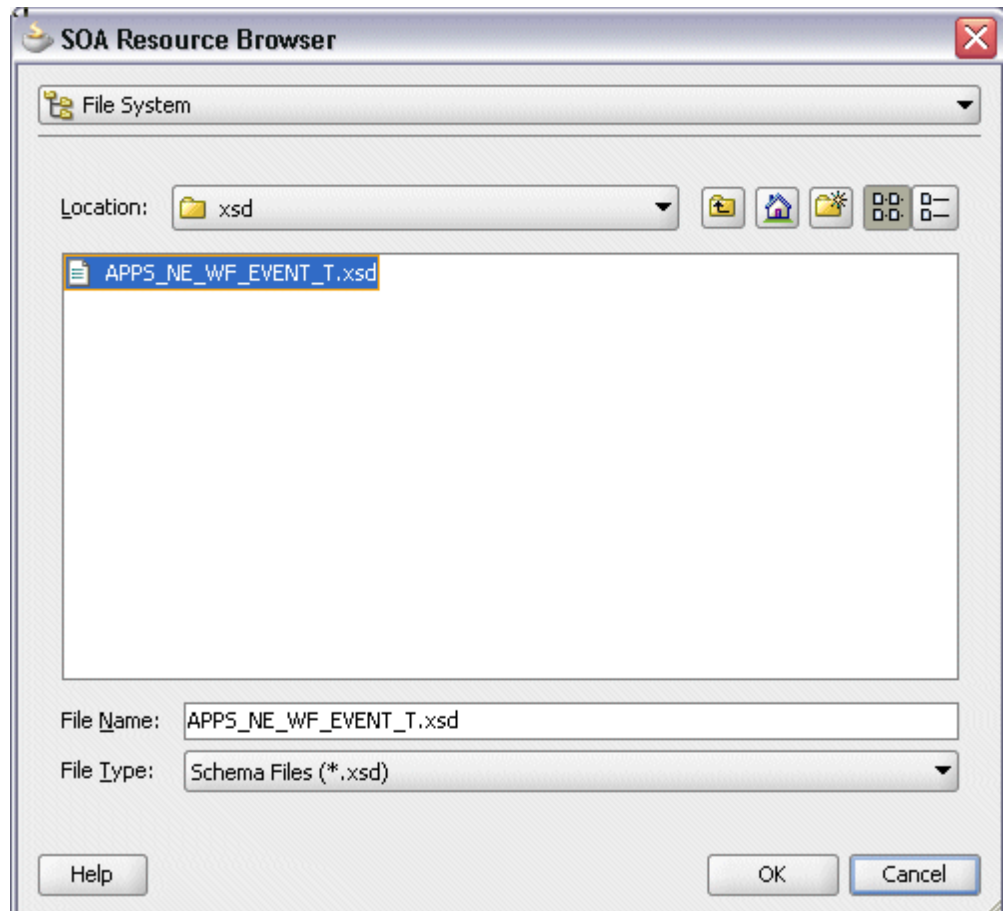 SOA Resource Browser
File System
Location: xsd
APPS_NE_WF_EVENT_T.xsd
File Name: APPS_NE_WF_EVENT_T.xsd
File Type: Schema Files (*.xsd)
Help OK Cancel